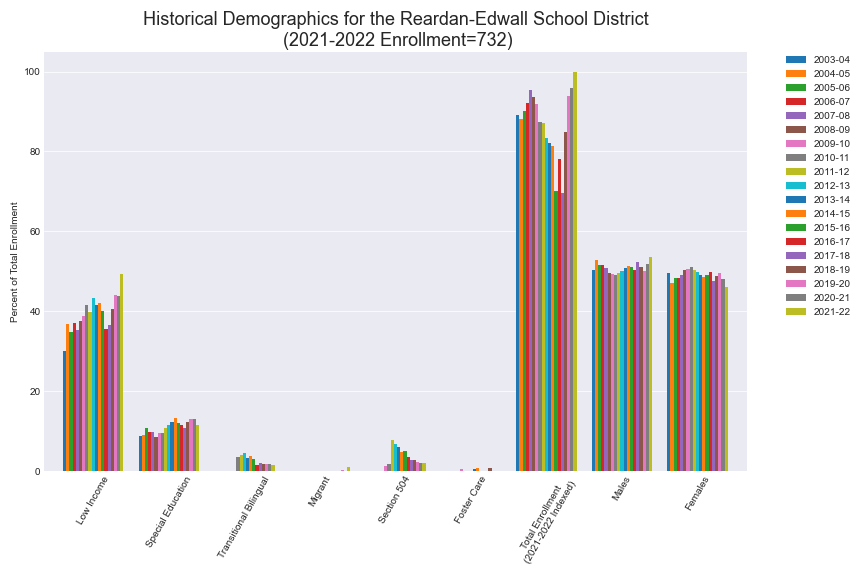 Historical Demographics for the Reardan-Edwall School District
(2021-2022 Enrollment=732)
Percent of Total Enrollment
100
80
60
40
20
0
Low Income
Special Education
Transitional Bilingual
Migrant
Section 504
Foster Care
Total Enrollment
(2021-2022 Indexed)
Males
Females
2003-04
2004-05
2005-06
2006-07
2007-08
2008-09
2009-10
2010-11
2011-12
2012-13
2013-14
2014-15
2015-16
2016-17
2017-18
2018-19
2019-20
2020-21
2021-22